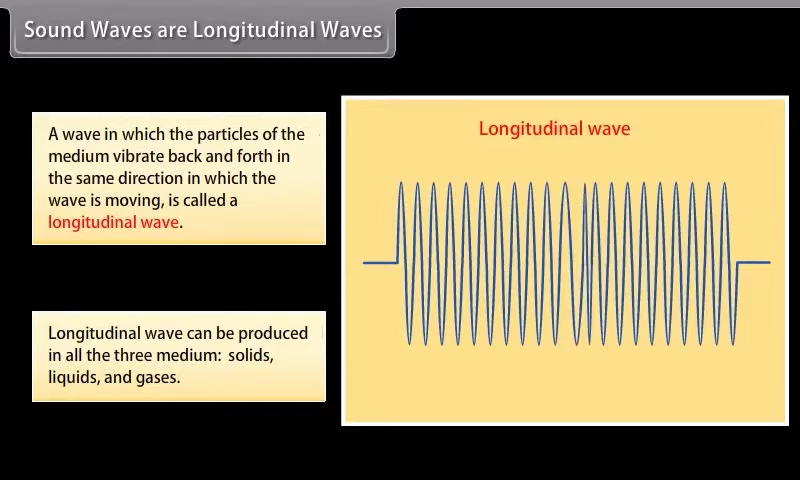 Sound Waves are Longitudinal Waves
A wave in which the particles of the
medium vibrate back and forth in
the same direction in which the
wave is moving, is called a
longitudinal wave.
Longitudinal wave can be produced
in all the three medium: solids,
liquids, and gases.
Longitudinal wave